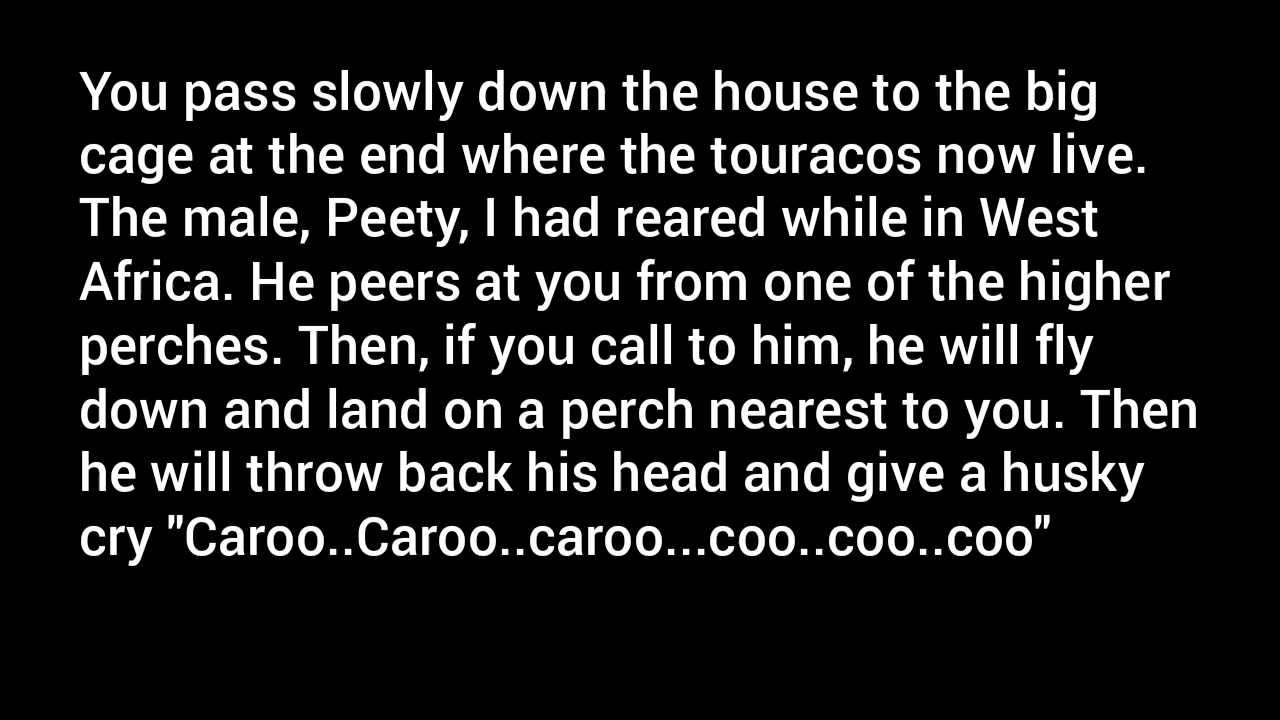 You pass slowly down the house to the big
cage at the end where the touracos now live.
The male, Peety, I had reared while in West
Africa. He peers at you from one of the higher
perches. Then, if you call to him, he will fly
down and land on a perch nearest to you. Then
he will throw back his head and give a husky
cry "Caroo..Caroo..caroo...coo..coo..coo"